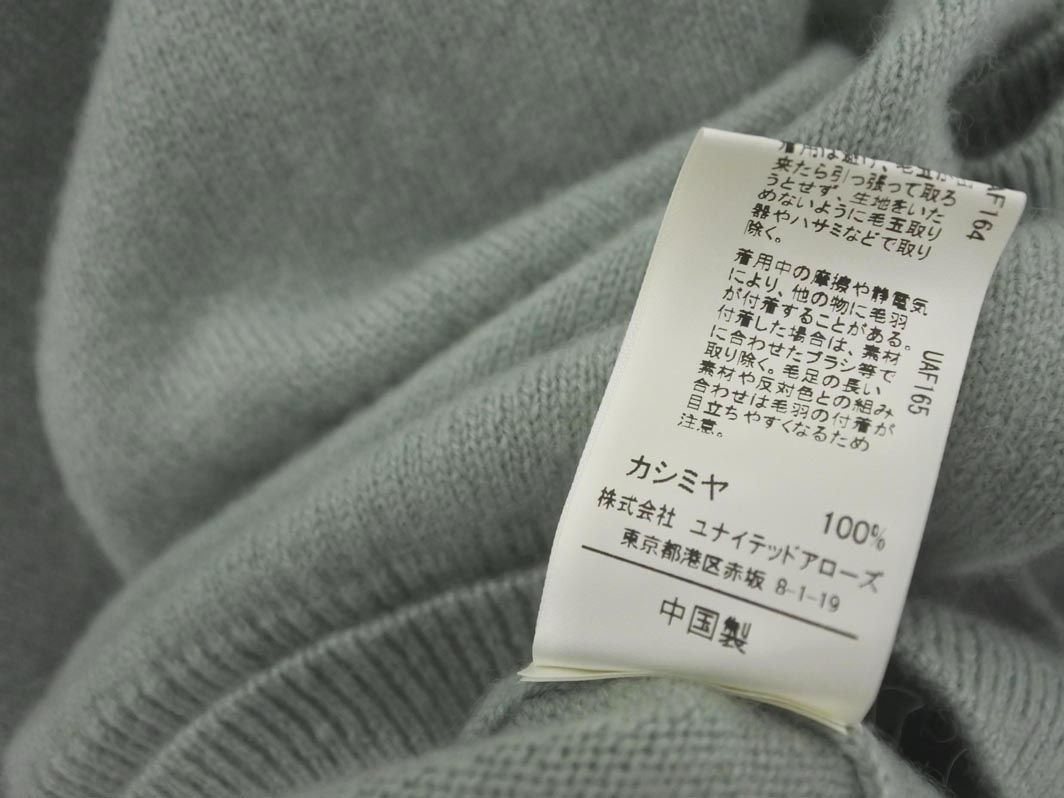 来たら引っ張って取ろ
うとせず、生地をいた
めないように毛玉取り
器やハサミなどで取り
除く。
AF164
着用中の摩擦や静電気
により、他の物に毛羽
が付着することがある。
付着した場合は、素材
に合わせたブラシ等で
取り除く。毛足の長い
素材や反対色との組み
合わせは毛羽の付着が
目立ちやすくなるため
注意。
UAF165
カシミヤ 100%
株式会社 ユナイテッドアローズ
東京都港区赤坂 8-1-19
中国製